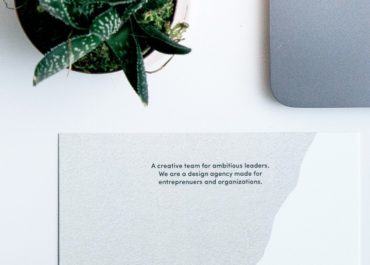 A creative team for ambitious leaders.
We are a design agency made for
entreprenuers and organizations.